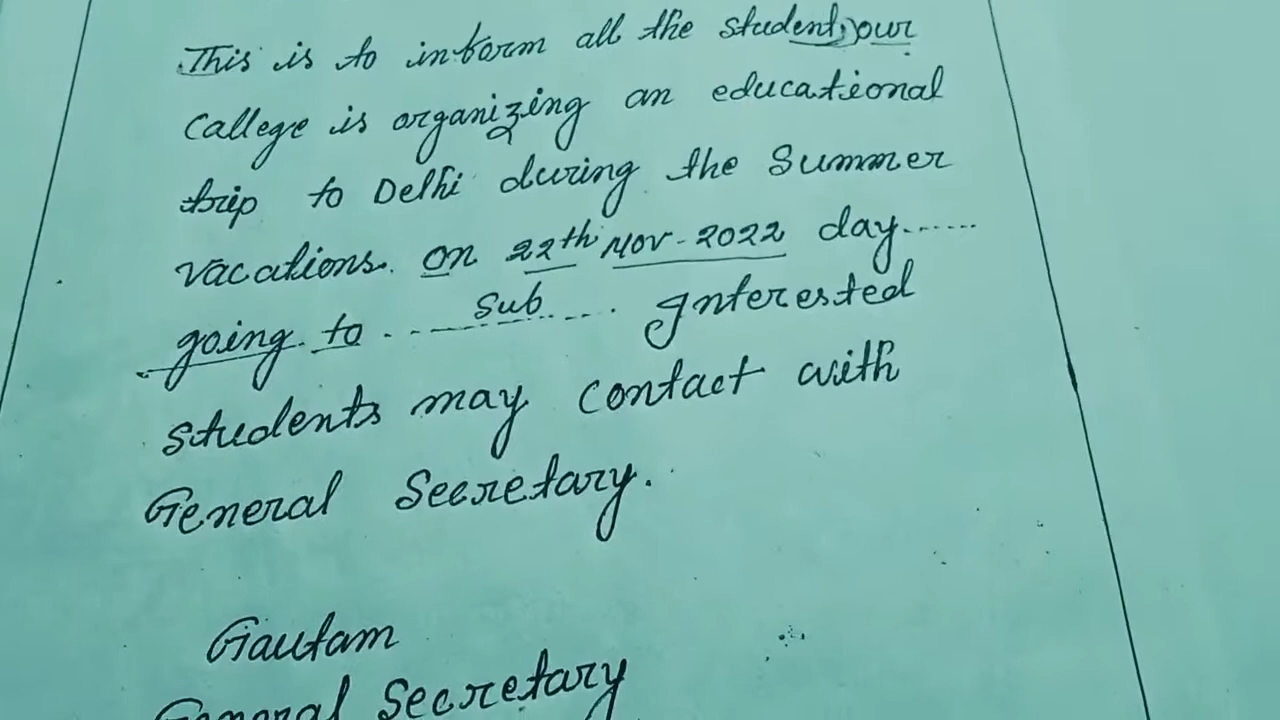 This is to inform all the student, our
Callege is organizing an educational
trip to Delhi during the Summer
vacations. On 22th Nov-2022 day......
going to ........Sub...... Interested
students may contact with
General Secretary.
Gautam
General Secretary